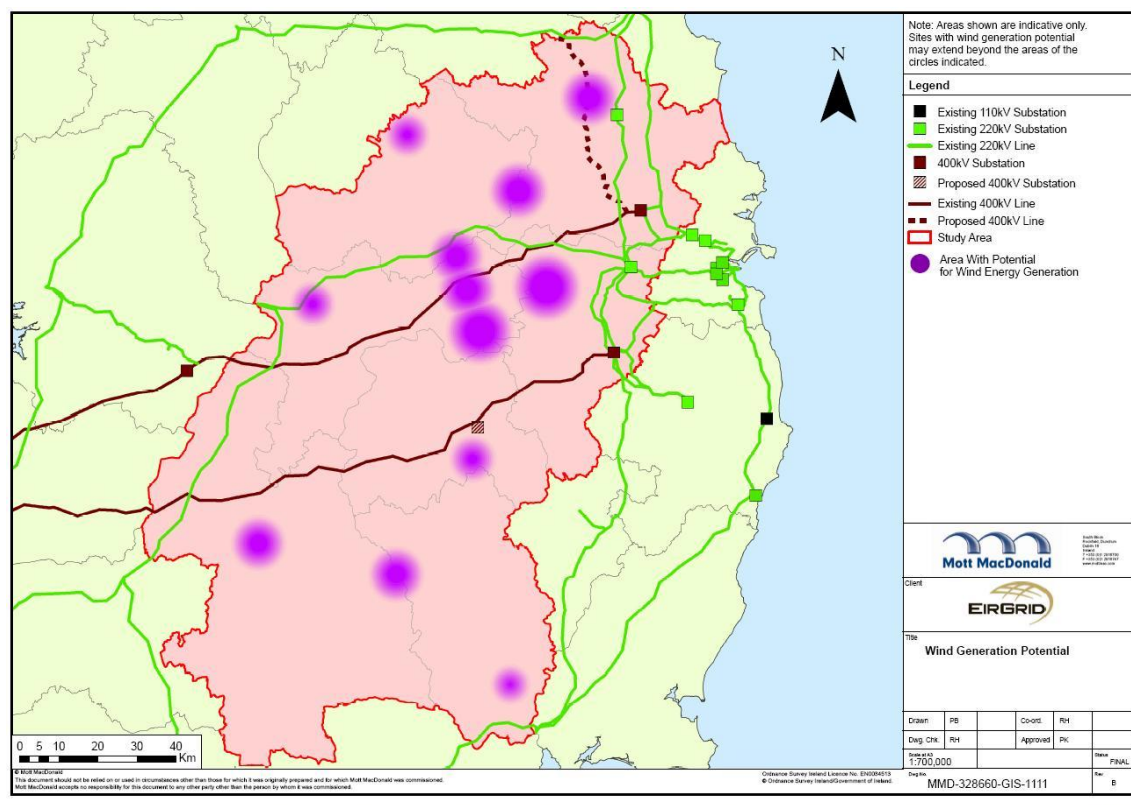 Note: Areas shown are indicative only.
Sites with wind generation potential
may extend beyond the areas of the
circles indicated.
Legend
Existing 110kV Substation
Existing 220kV Substation
Existing 220kV Line
400kV Substation
Proposed 400kV Substation
Existing 400kV Line
Proposed 400kV Line
Study Area
Area With Potential
for Wind Energy Generation
N
Mott MacDonald
Client
EIRGRID
Title
Wind Generation Potential
Drawn PB Co-ord. RH
Dwg. Chk. RH Approved PK
Scale at A3
1:700,000
Status
FINAL
Dwg No.
MMD-328660-GIS-1111
Rev
B
0 5 10 20 30 40
Km
© Mott MacDonald
This document should not be relied on or used in circumstances other than those for which it was originally prepared and for which Mott MacDonald was commissioned.
Mott MacDonald accepts no responsibility for this document to any other party other than the person by whom it was commissioned.
Ordnance Survey Ireland Licence No. EN0084513
© Ordnance Survey Ireland/Government of Ireland.